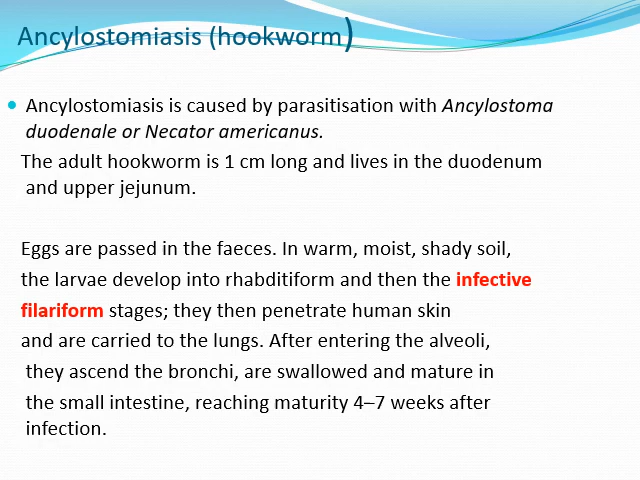 Ancylostomiasis (hookworm)
Ancylostomiasis is caused by parasitisation with Ancylostoma
duodenale or Necator americanus.
The adult hookworm is 1 cm long and lives in the duodenum
and upper jejunum.
Eggs are passed in the faeces. In warm, moist, shady soil,
the larvae develop into rhabditiform and then the infective
filariform stages; they then penetrate human skin
and are carried to the lungs. After entering the alveoli,
they ascend the bronchi, are swallowed and mature in
the small intestine, reaching maturity 4–7 weeks after
infection.